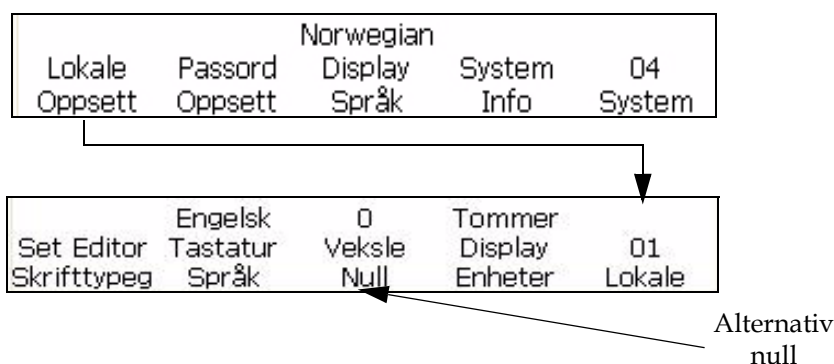 Norwegian
Lokale Passord Display System 04
Oppsett Oppsett Språk Info System
Engelsk 0 Tommer
Set Editor Tastatur Veksle Display 01
Skrifttypeg Språk Null Enheter Lokale
Alternativ
null